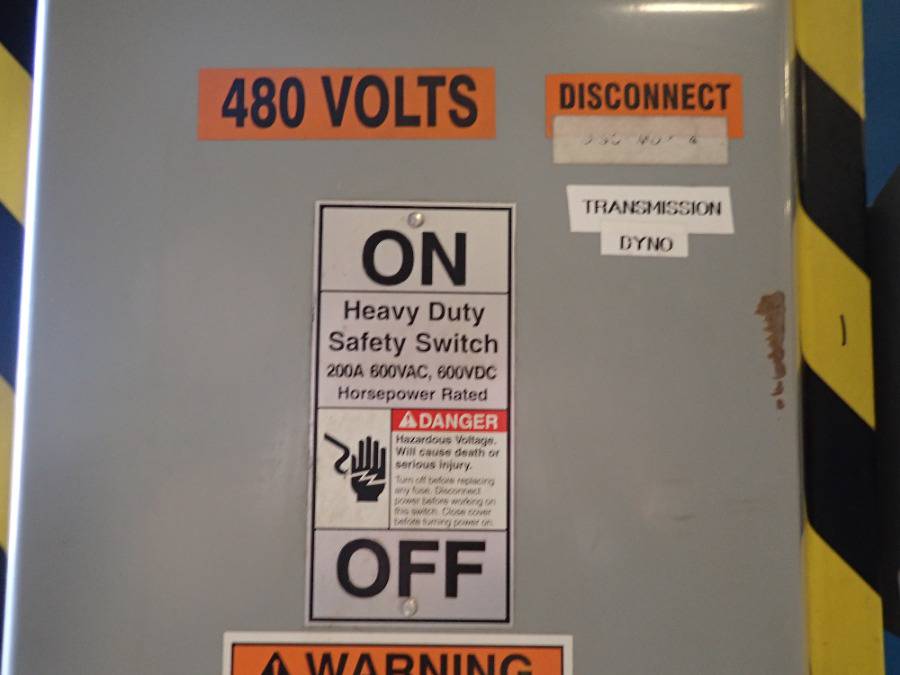 480 VOLTS
DISCONNECT
TRANSMISSION
DYNO
ON
Heavy Duty
Safety Switch
200A 600VAC, 600VDC
Horsepower Rated
DANGER
Hazardous Voltage.
Will cause death or
serious injury.
Turn off before replacing
any fuse. Disconnect
power before working on
this switch. Close cover
before turning power on.
OFF
WARNING